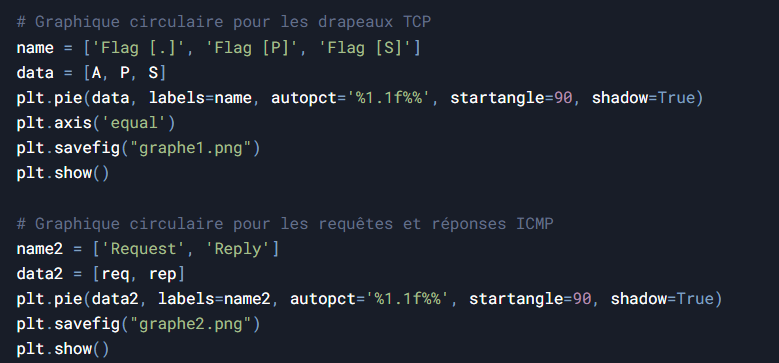 # Graphique circulaire pour les drapeaux TCP
name = ['Flag [.]', 'Flag [P]', 'Flag [S]']
data = [A, P, S]
plt.pie(data, labels=name, autopct='%1.1f%%', startangle=90, shadow=True)
plt.axis('equal')
plt.savefig("graphe1.png")
plt.show()

# Graphique circulaire pour les requêtes et réponses ICMP
name2 = ['Request', 'Reply']
data2 = [req, rep]
plt.pie(data2, labels=name2, autopct='%1.1f%%', startangle=90, shadow=True)
plt.savefig("graphe2.png")
plt.show()